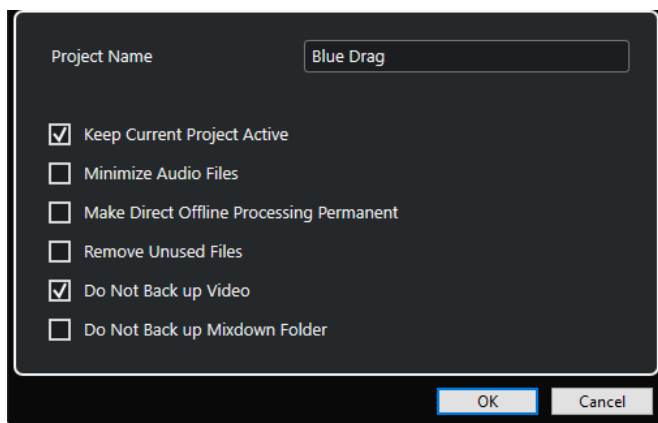 Project Name
Blue Drag
Keep Current Project Active
Minimize Audio Files
Make Direct Offline Processing Permanent
Remove Unused Files
Do Not Back up Video
Do Not Back up Mixdown Folder
OK
Cancel